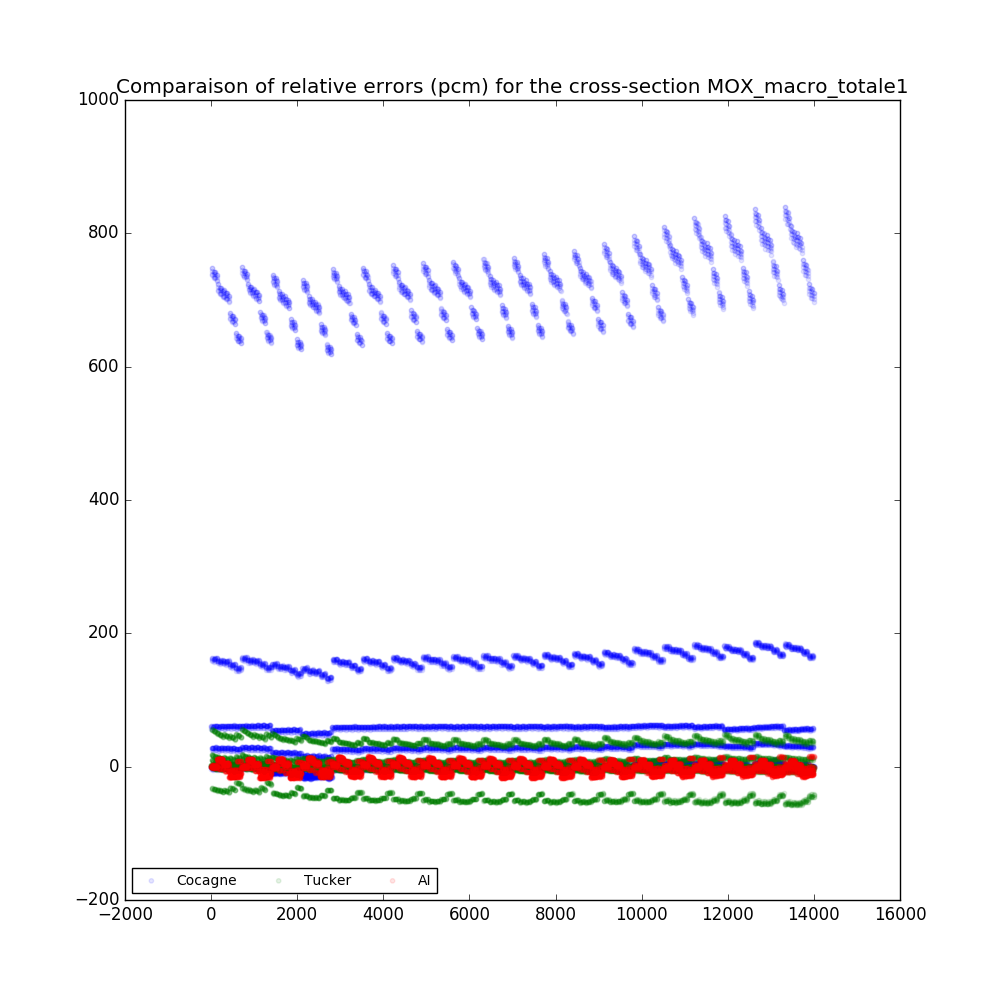 Comparaison of relative errors (pcm) for the cross-section MOX_macro_totale1
1000
800
600
400
200
0
−200
−2000 0 2000 4000 6000 8000 10000 12000 14000 16000
Cocagne Tucker AI